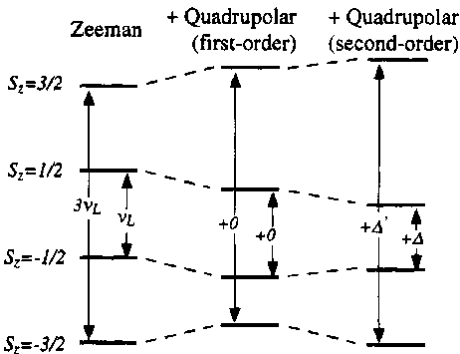 Zeeman
+ Quadrupolar
(first-order)
+ Quadrupolar
(second-order)
S_z=3/2
S_z=1/2
3ν_L
ν_L
+0
+0
+Δ'
+Δ
S_z=-1/2
S_z=-3/2